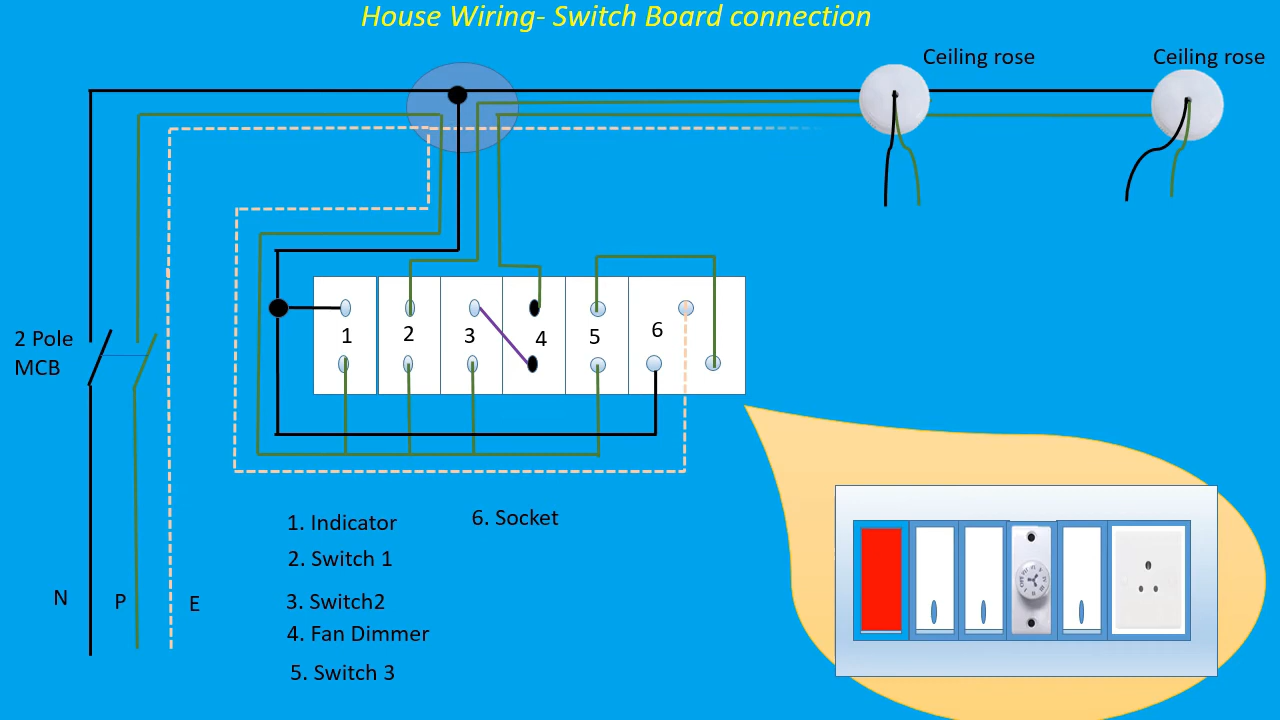 House Wiring- Switch Board connection
Ceiling rose
Ceiling rose
2 Pole
MCB
1
2
3
4
5
6
N
P
E
1. Indicator
2. Switch 1
3. Switch2
4. Fan Dimmer
5. Switch 3
6. Socket